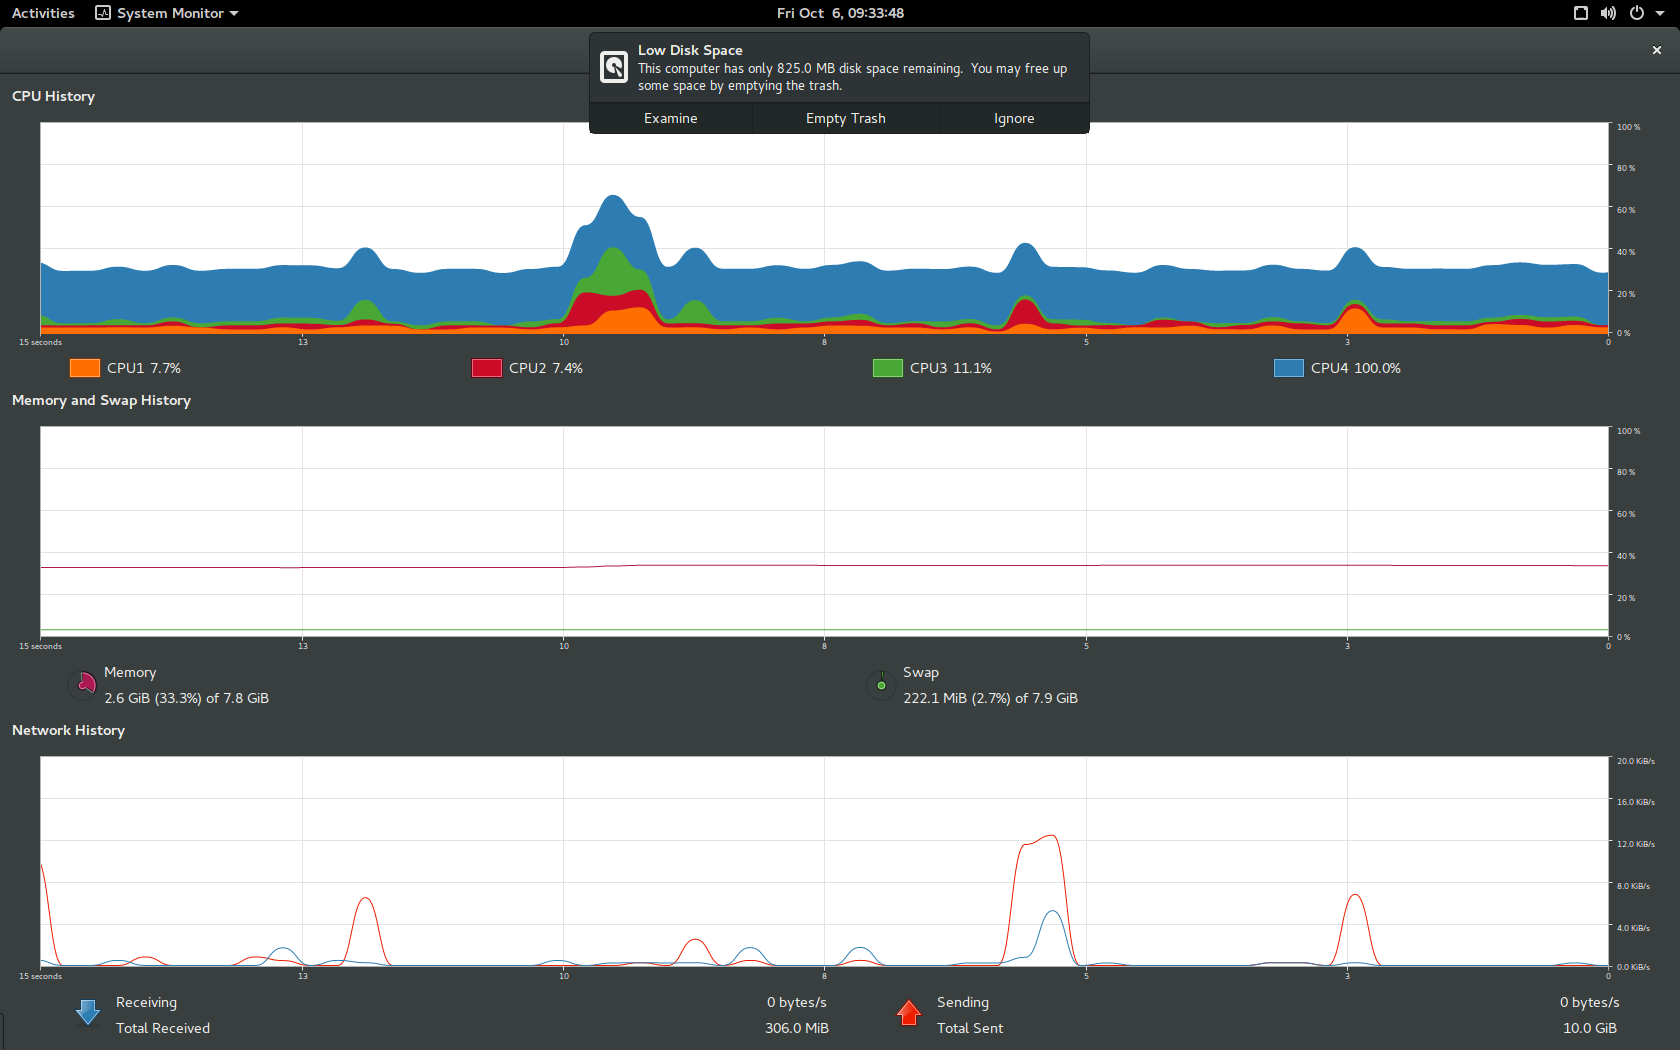 Activities
System Monitor
Fri Oct  6, 09:33:48
Low Disk Space
This computer has only 825.0 MB disk space remaining.  You may free up
some space by emptying the trash.
Examine
Empty Trash
Ignore
CPU History
100 %
80 %
60 %
40 %
20 %
0 %
15 seconds
13
10
8
5
3
0
CPU1 7.7%
CPU2 7.4%
CPU3 11.1%
CPU4 100.0%
Memory and Swap History
100 %
80 %
60 %
40 %
20 %
0 %
15 seconds
13
10
8
5
3
0
Memory
2.6 GiB (33.3%) of 7.8 GiB
Swap
222.1 MiB (2.7%) of 7.9 GiB
Network History
20.0 KiB/s
16.0 KiB/s
12.0 KiB/s
8.0 KiB/s
4.0 KiB/s
0.0 KiB/s
15 seconds
13
10
8
5
3
0
Receiving
0 bytes/s
Total Received
306.0 MiB
Sending
0 bytes/s
Total Sent
10.0 GiB